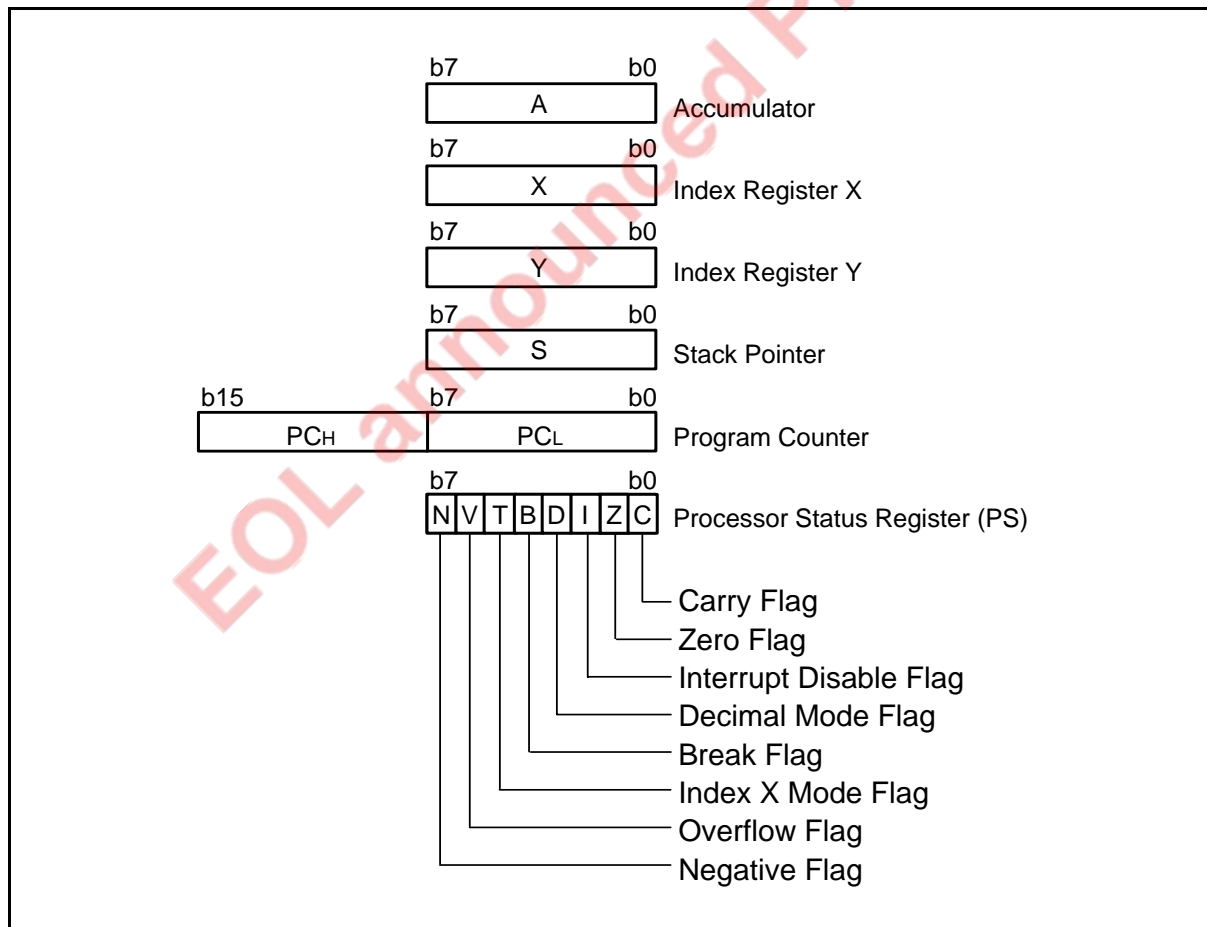 b7 b0
A Accumulator
b7 b0
X Index Register X
b7 b0
Y Index Register Y
b7 b0
S Stack Pointer
b15 b7 b0
PCH PCL Program Counter
b7 b0
N V T B D I Z C Processor Status Register (PS)
Carry Flag
Zero Flag
Interrupt Disable Flag
Decimal Mode Flag
Break Flag
Index X Mode Flag
Overflow Flag
Negative Flag
EOL announced